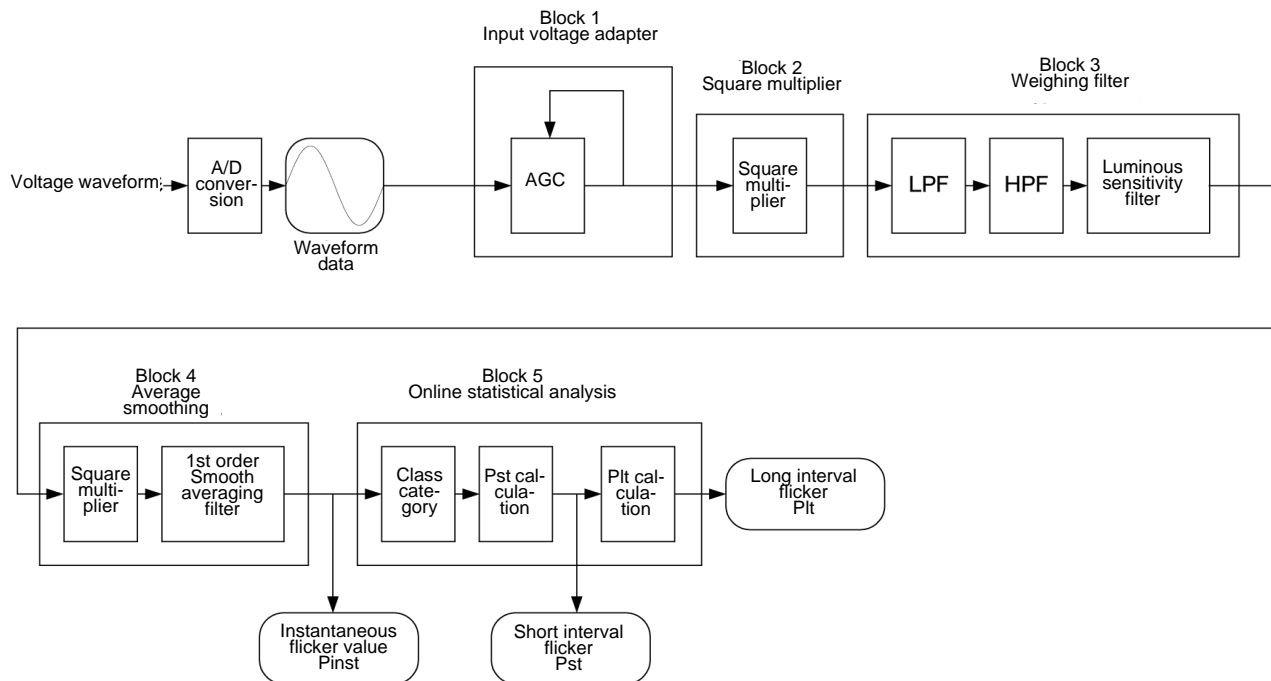 Block 1
Input voltage adapter
Block 2
Square multiplier
Block 3
Weighing filter
Voltage waveform;
A/D
conver-
sion
Waveform
data
AGC
Square
multi-
plier
LPF
HPF
Luminous
sensitivity
filter
Block 4
Average
smoothing
Block 5
Online statistical analysis
Square
multi-
plier
1st order
Smooth
averaging
filter
Class
cate-
gory
Pst cal-
cula-
tion
Plt cal-
cula-
tion
Long interval
flicker
Plt
Instantaneous
flicker value
Pinst
Short interval
flicker
Pst